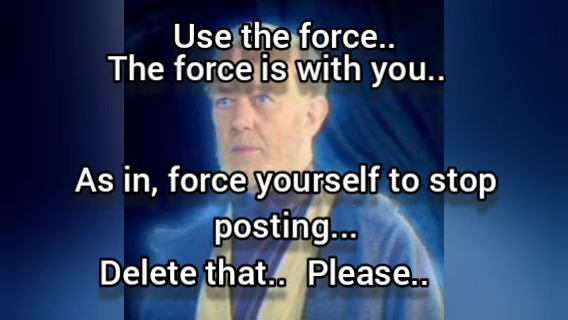 Use the force..
The force is with you..
As in, force yourself to stop
posting...
Delete that.. Please..